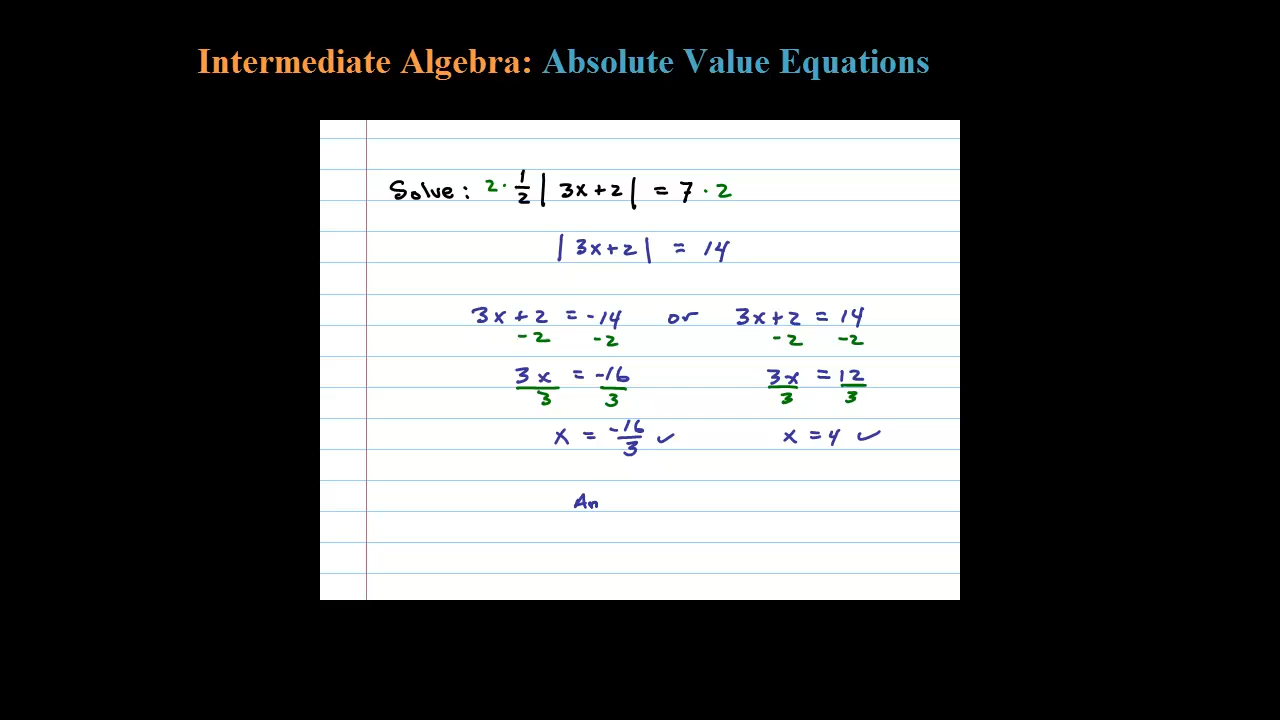 Intermediate Algebra: Absolute Value Equations
Solve: 2 · 1/2 | 3x+2 | = 7 · 2
| 3x+2 | = 14
3x+2 = -14 or 3x+2 = 14
-2 -2 -2 -2
3x/3 = -16/3 3x/3 = 12/3
x = -16/3 ✓ x = 4 ✓
An